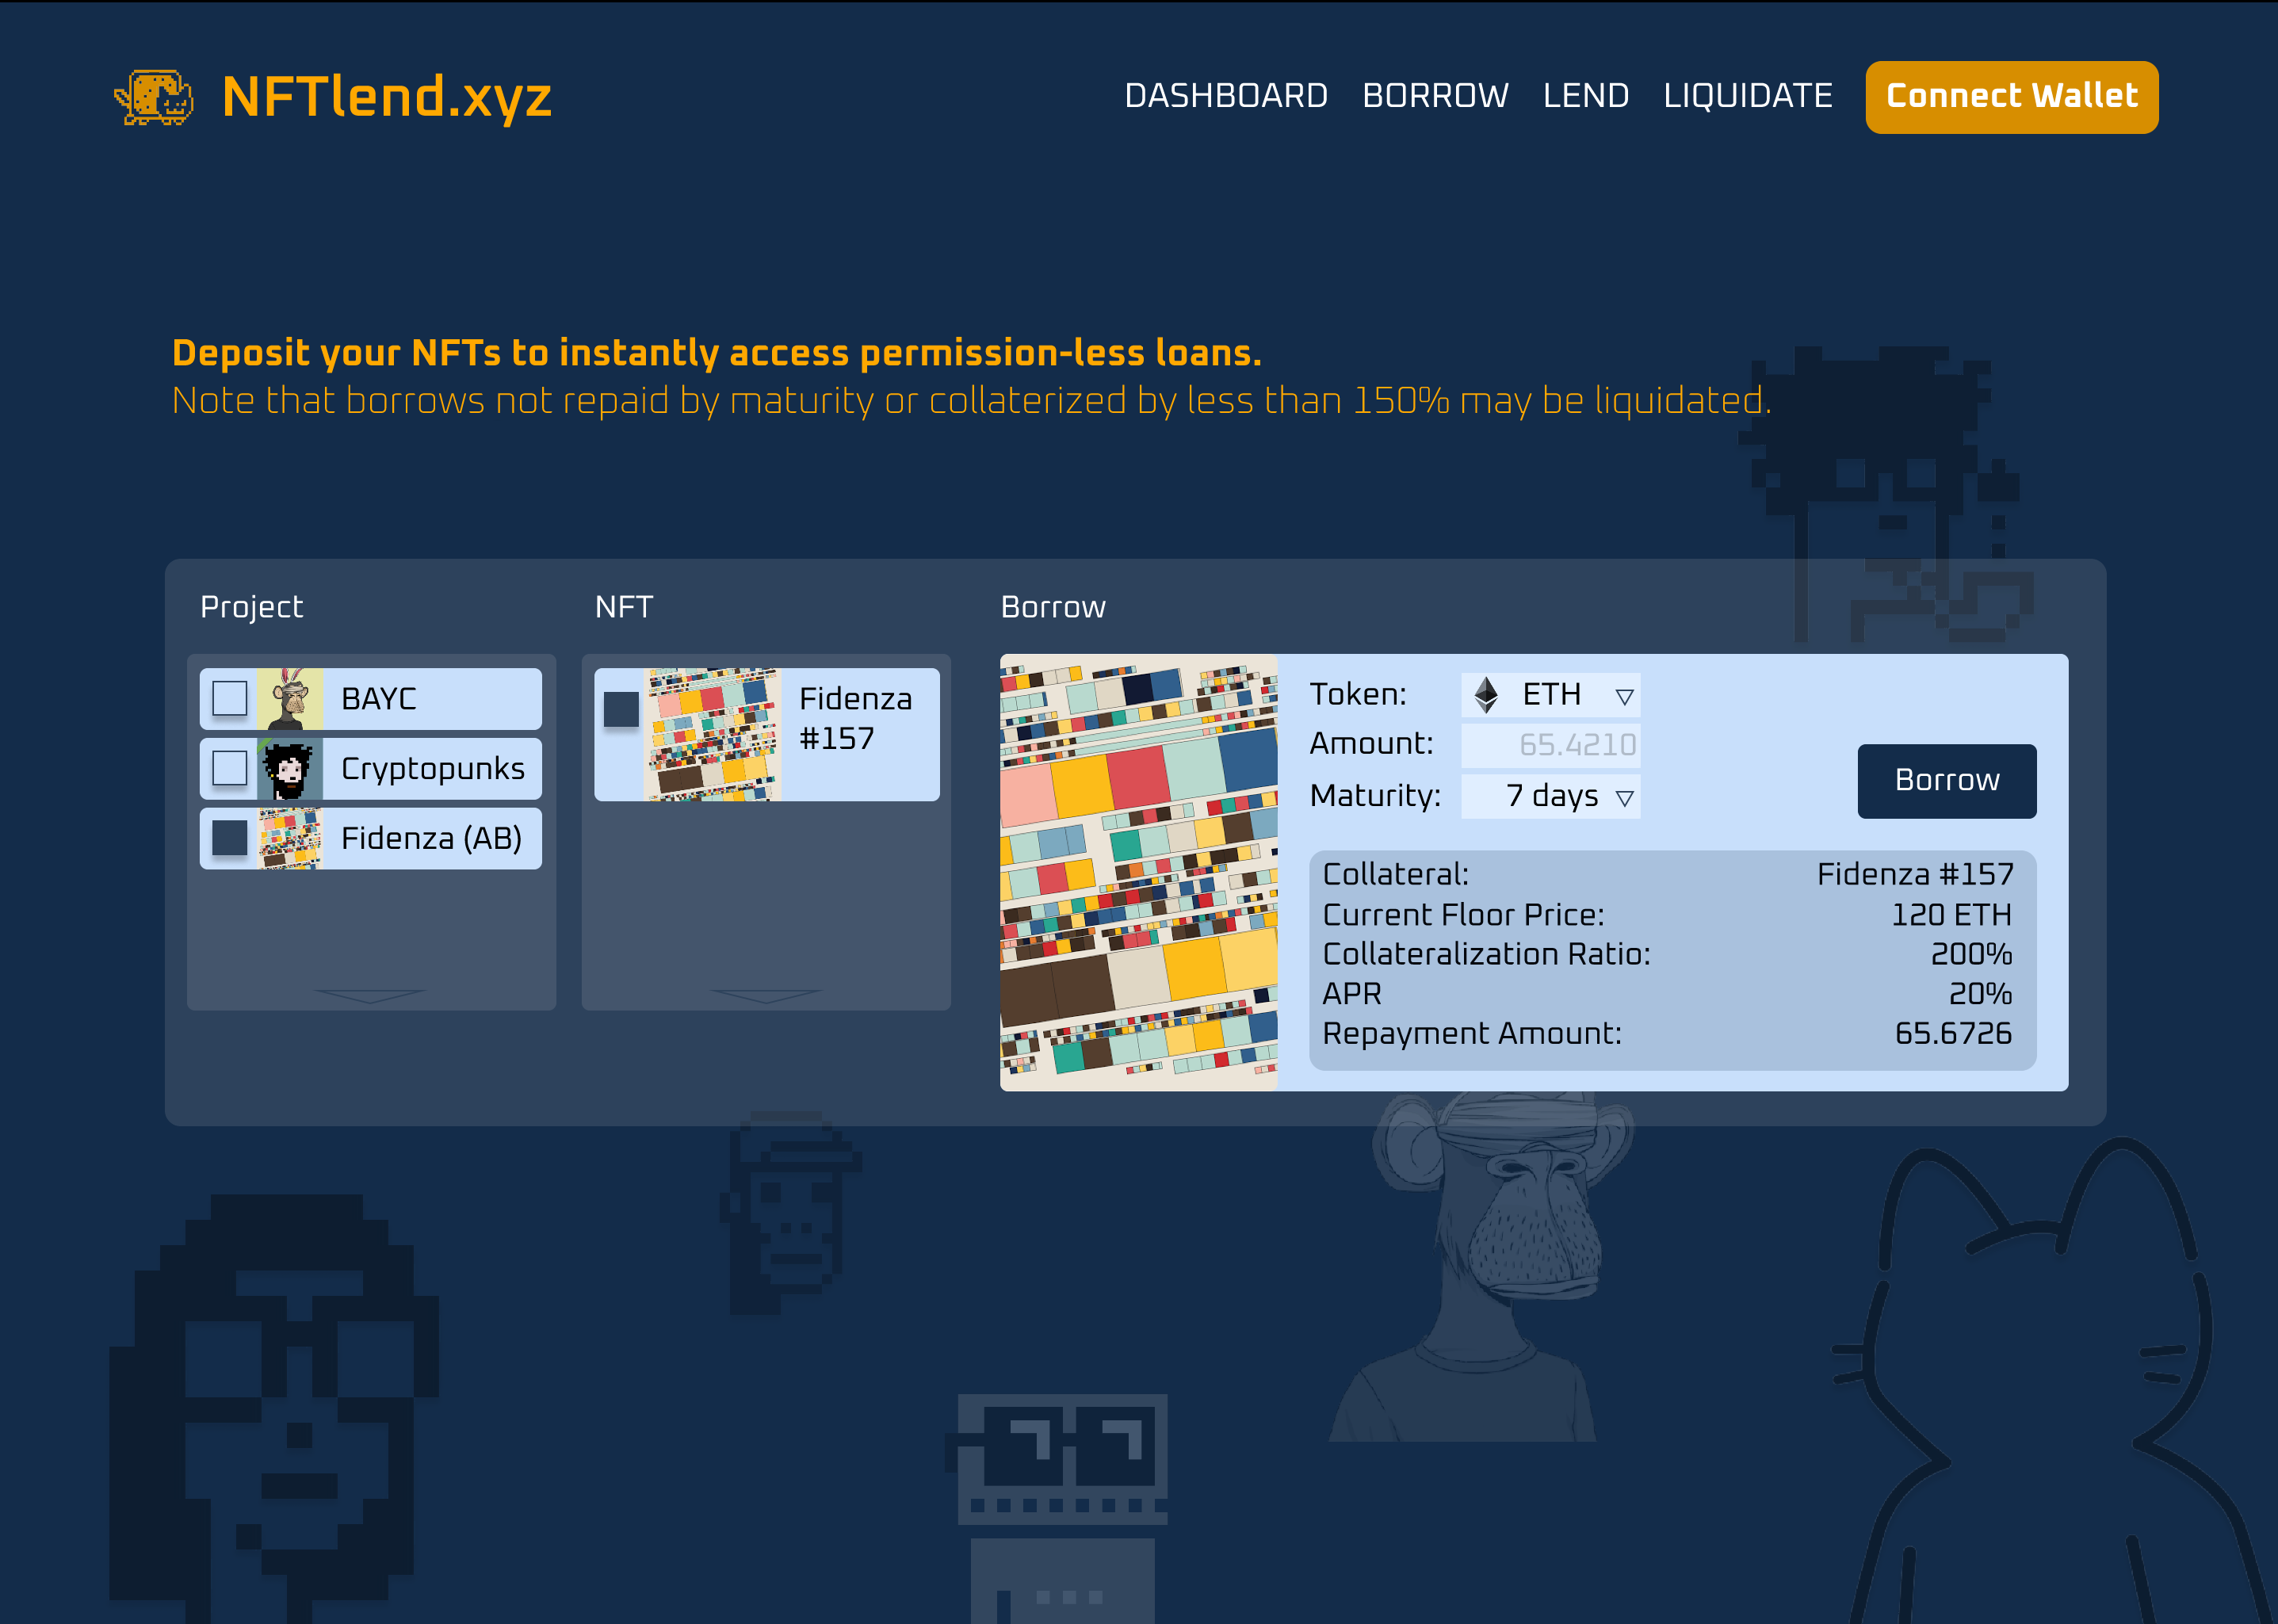 NFTlend.xyz
DASHBOARD BORROW LEND LIQUIDATE Connect Wallet
Deposit your NFTs to instantly access permission-less loans.
Note that borrows not repaid by maturity or collaterized by less than 150% may be liquidated.
Project
BAYC
Cryptopunks
Fidenza (AB)
NFT
Fidenza
#157
Borrow
Token: ETH
Amount: 65.4210
Maturity: 7 days
Borrow
Collateral: Fidenza #157
Current Floor Price: 120 ETH
Collateralization Ratio: 200%
APR 20%
Repayment Amount: 65.6726